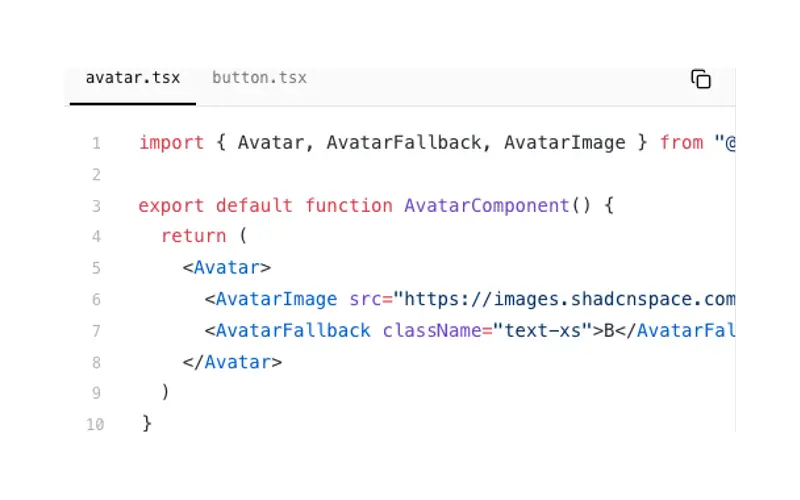 avatar.tsx button.tsx
1 import { Avatar, AvatarFallback, AvatarImage } from "@
2
3 export default function AvatarComponent() {
4   return (
5     <Avatar>
6       <AvatarImage src="https://images.shadcnspace.com
7       <AvatarFallback className="text-xs">B</AvatarFal
8     </Avatar>
9   )
10 }